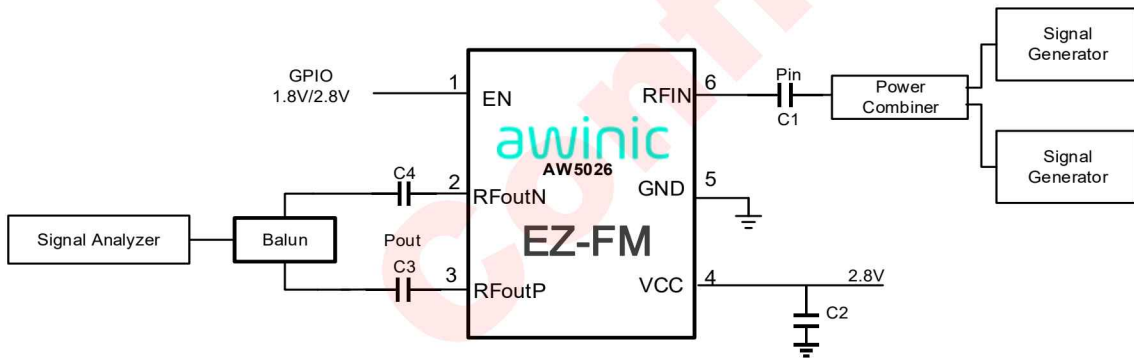 Signal
Generator
GPIO
1.8V/2.8V
1
EN
RFIN
6
Pin
C1
Power
Combiner
awinic
AW5026
C4
2
RFoutN
GND
5
Signal
Generator
Signal Analyzer
Balun
Pout
EZ-FM
C3
3
RFoutP
VCC
4
2.8V
C2
Confi